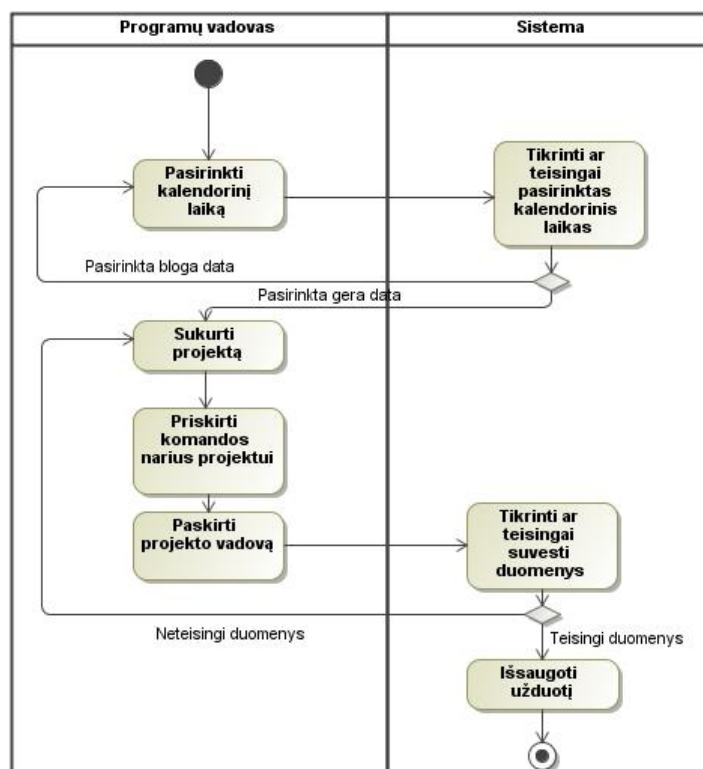 Programų vadovas
Sistema
Pasirinkti
kalendorinį
laiką
Tikrinti ar
teisingai
pasirinktas
kalendorinis
laikas
Pasirinkta bloga data
Pasirinkta gera data
Sukurti
projektą
Priskirti
komandos
narius projektui
Paskirti
projekto vadovą
Tikrinti ar
teisingai
suvesti
duomenys
Neteisingi duomenys
Teisingi duomenys
Išsaugoti
užduotį